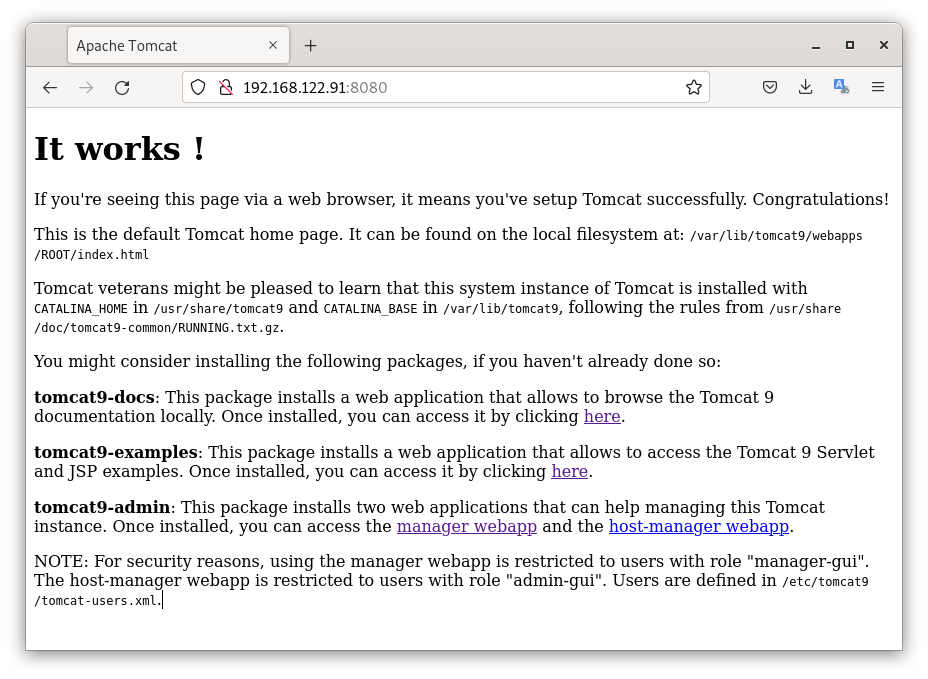 Apache Tomcat
192.168.122.91:8080
It works !
If you're seeing this page via a web browser, it means you've setup Tomcat successfully. Congratulations!
This is the default Tomcat home page. It can be found on the local filesystem at: /var/lib/tomcat9/webapps
/ROOT/index.html
Tomcat veterans might be pleased to learn that this system instance of Tomcat is installed with
CATALINA_HOME in /usr/share/tomcat9 and CATALINA_BASE in /var/lib/tomcat9, following the rules from /usr/share
/doc/tomcat9-common/RUNNING.txt.gz.
You might consider installing the following packages, if you haven't already done so:
tomcat9-docs: This package installs a web application that allows to browse the Tomcat 9
documentation locally. Once installed, you can access it by clicking here.
tomcat9-examples: This package installs a web application that allows to access the Tomcat 9 Servlet
and JSP examples. Once installed, you can access it by clicking here.
tomcat9-admin: This package installs two web applications that can help managing this Tomcat
instance. Once installed, you can access the manager webapp and the host-manager webapp.
NOTE: For security reasons, using the manager webapp is restricted to users with role "manager-gui".
The host-manager webapp is restricted to users with role "admin-gui". Users are defined in /etc/tomcat9
/tomcat-users.xml.